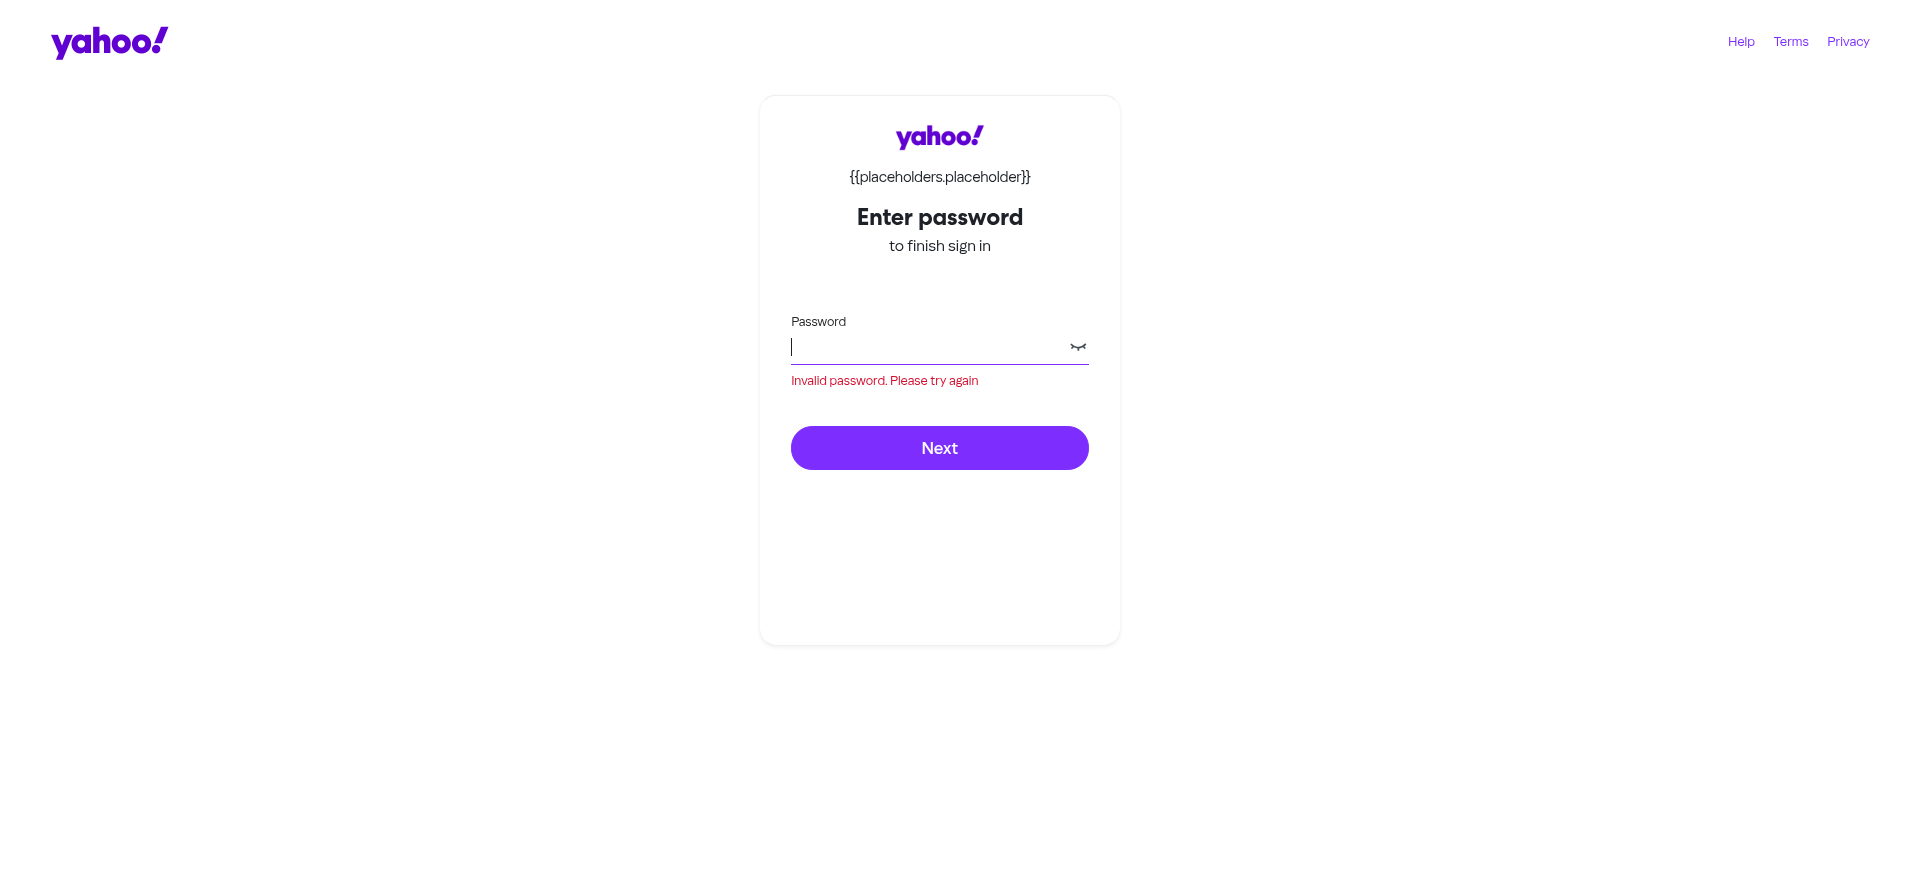 yahoo!
Help Terms Privacy
yahoo!
{{placeholders.placeholder}}
Enter password
to finish sign in
Password
Invalid password. Please try again
Next